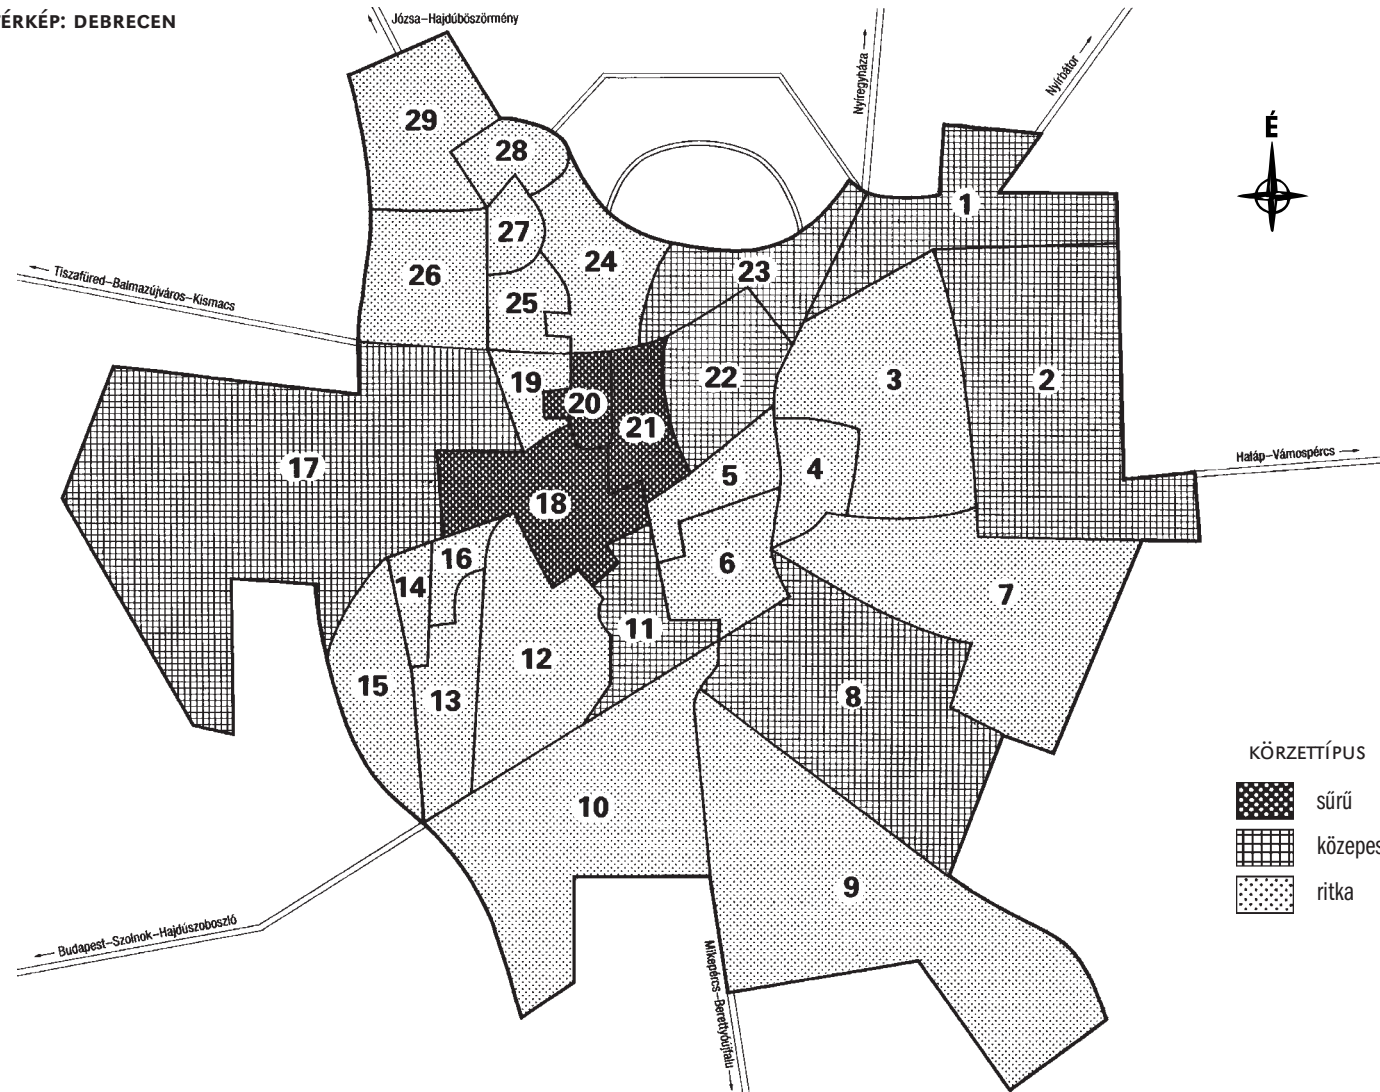 ÉRKÉP: DEBRECEN
Józsa–Hajdúböszörmény
Nyíregyháza
Nyírbátor
É
29
28
1
27
24
23
26
25
Tiszafüred–Balmazújváros–Kismacs
22
3
2
19
20
21
17
5
4
Haláp–Vámospércs
18
16
6
14
7
11
12
15
13
8
KÖRZETTÍPUS
sűrű
közepes
ritka
10
9
Budapest–Szolnok–Hajdúszoboszló
Mikepércs–Berettyóújfalu